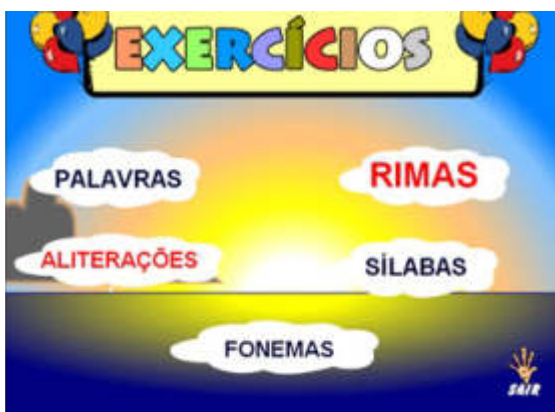 EXERCÍCIOS
PALAVRAS
RIMAS
ALITERAÇÕES
SÍLABAS
FONEMAS
SAIR